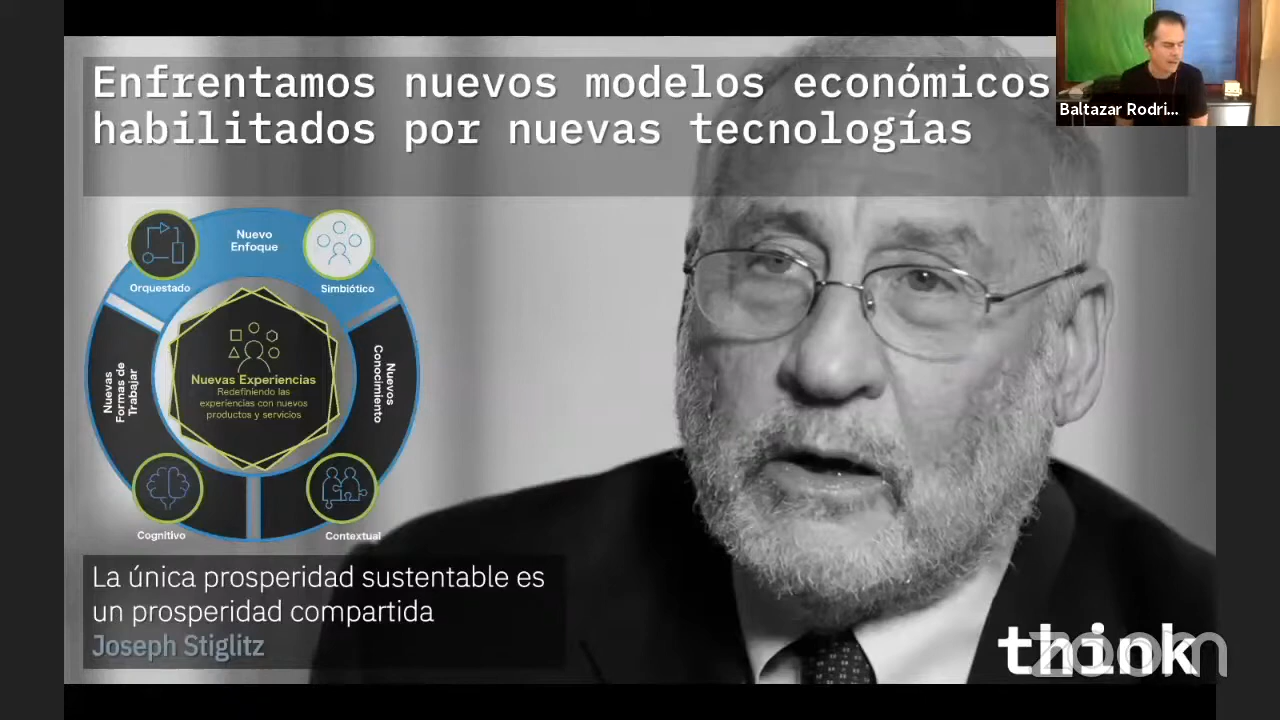 Enfrentamos nuevos modelos económicos
habilitados por nuevas tecnologías
Baltazar Rodri...
Nuevo
Enfoque
Orquestado
Simbiótico
Nuevas
Formas de
Trabajar
Nuevos
Conocimiento
Nuevas Experiencias
Redefiniendo las
experiencias con nuevos
productos y servicios
Cognitivo
Contextual
La única prosperidad sustentable es
un prosperidad compartida
Joseph Stiglitz
think
zoom